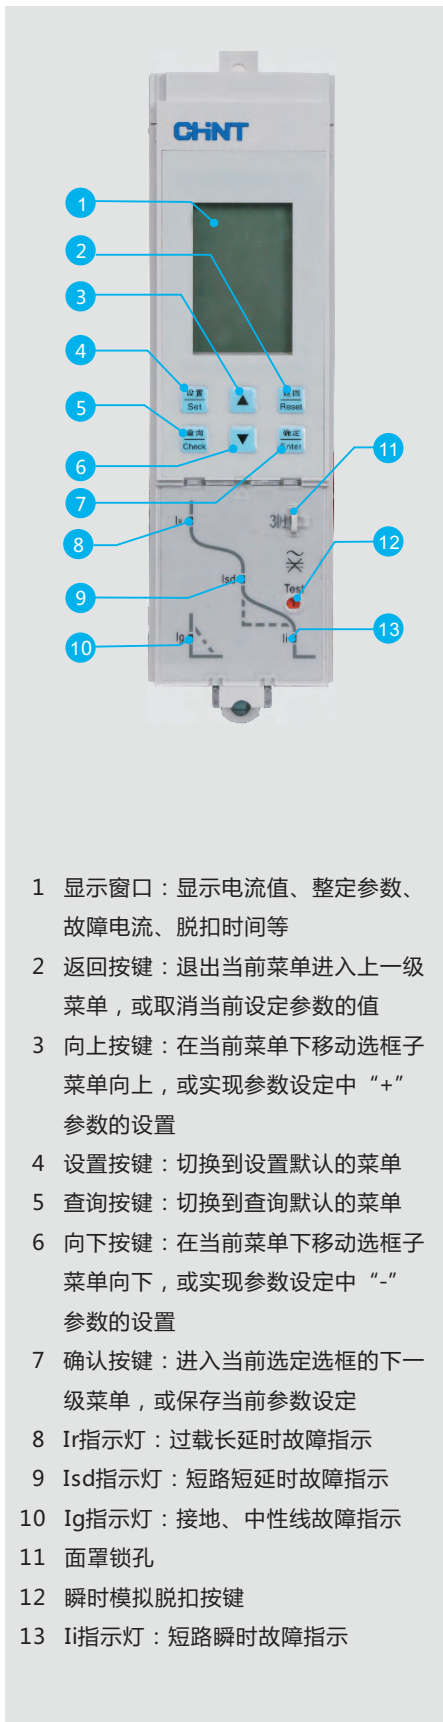 CHNT
1
2
3
4
设置
Set
返回
Reset
5
查询
Check
确定
Enter
6
7
11
8
Ir
12
Test
9
Isd
13
Ii
10
Ig
1 显示窗口：显示电流值、整定参数、
故障电流、脱扣时间等
2 返回按键：退出当前菜单进入上一级
菜单，或取消当前设定参数的值
3 向上按键：在当前菜单下移动选框子
菜单向上，或实现参数设定中“+”
参数的设置
4 设置按键：切换到设置默认的菜单
5 查询按键：切换到查询默认的菜单
6 向下按键：在当前菜单下移动选框子
菜单向下，或实现参数设定中“-”
参数的设置
7 确认按键：进入当前选定选框的下一
级菜单，或保存当前参数设定
8 Ir指示灯：过载长延时故障指示
9 Isd指示灯：短路短延时故障指示
10 Ig指示灯：接地、中性线故障指示
11 面罩锁孔
12 瞬时模拟脱扣按键
13 Ii指示灯：短路瞬时故障指示